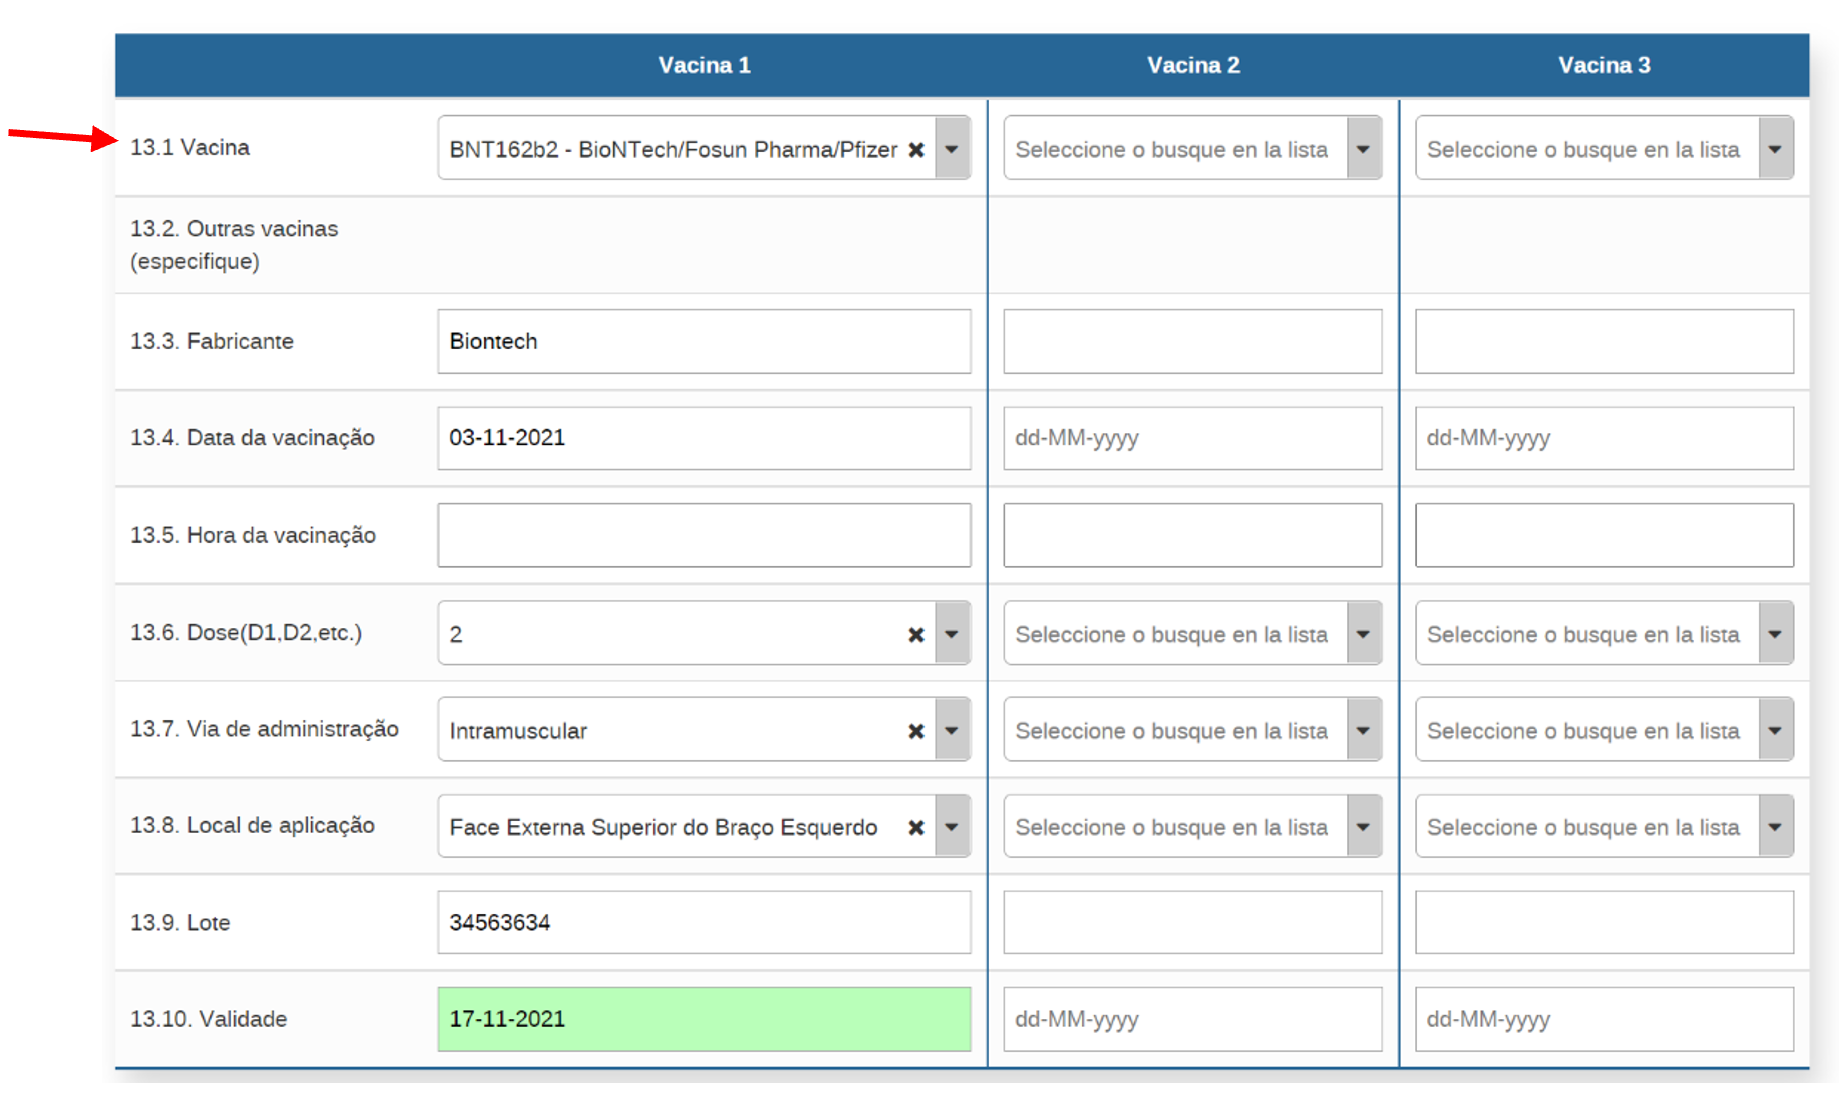 Vacina 1 Vacina 2 Vacina 3
13.1 Vacina BNT162b2 - BioNTech/Fosun Pharma/Pfizer Seleccione o busque en la lista Seleccione o busque en la lista
13.2. Outras vacinas
(especifique)
13.3. Fabricante Biontech
13.4. Data da vacinação 03-11-2021 dd-MM-yyyy dd-MM-yyyy
13.5. Hora da vacinação
13.6. Dose(D1,D2,etc.) 2 Seleccione o busque en la lista Seleccione o busque en la lista
13.7. Via de administração Intramuscular Seleccione o busque en la lista Seleccione o busque en la lista
13.8. Local de aplicação Face Externa Superior do Braço Esquerdo Seleccione o busque en la lista Seleccione o busque en la lista
13.9. Lote 34563634
13.10. Validade 17-11-2021 dd-MM-yyyy dd-MM-yyyy